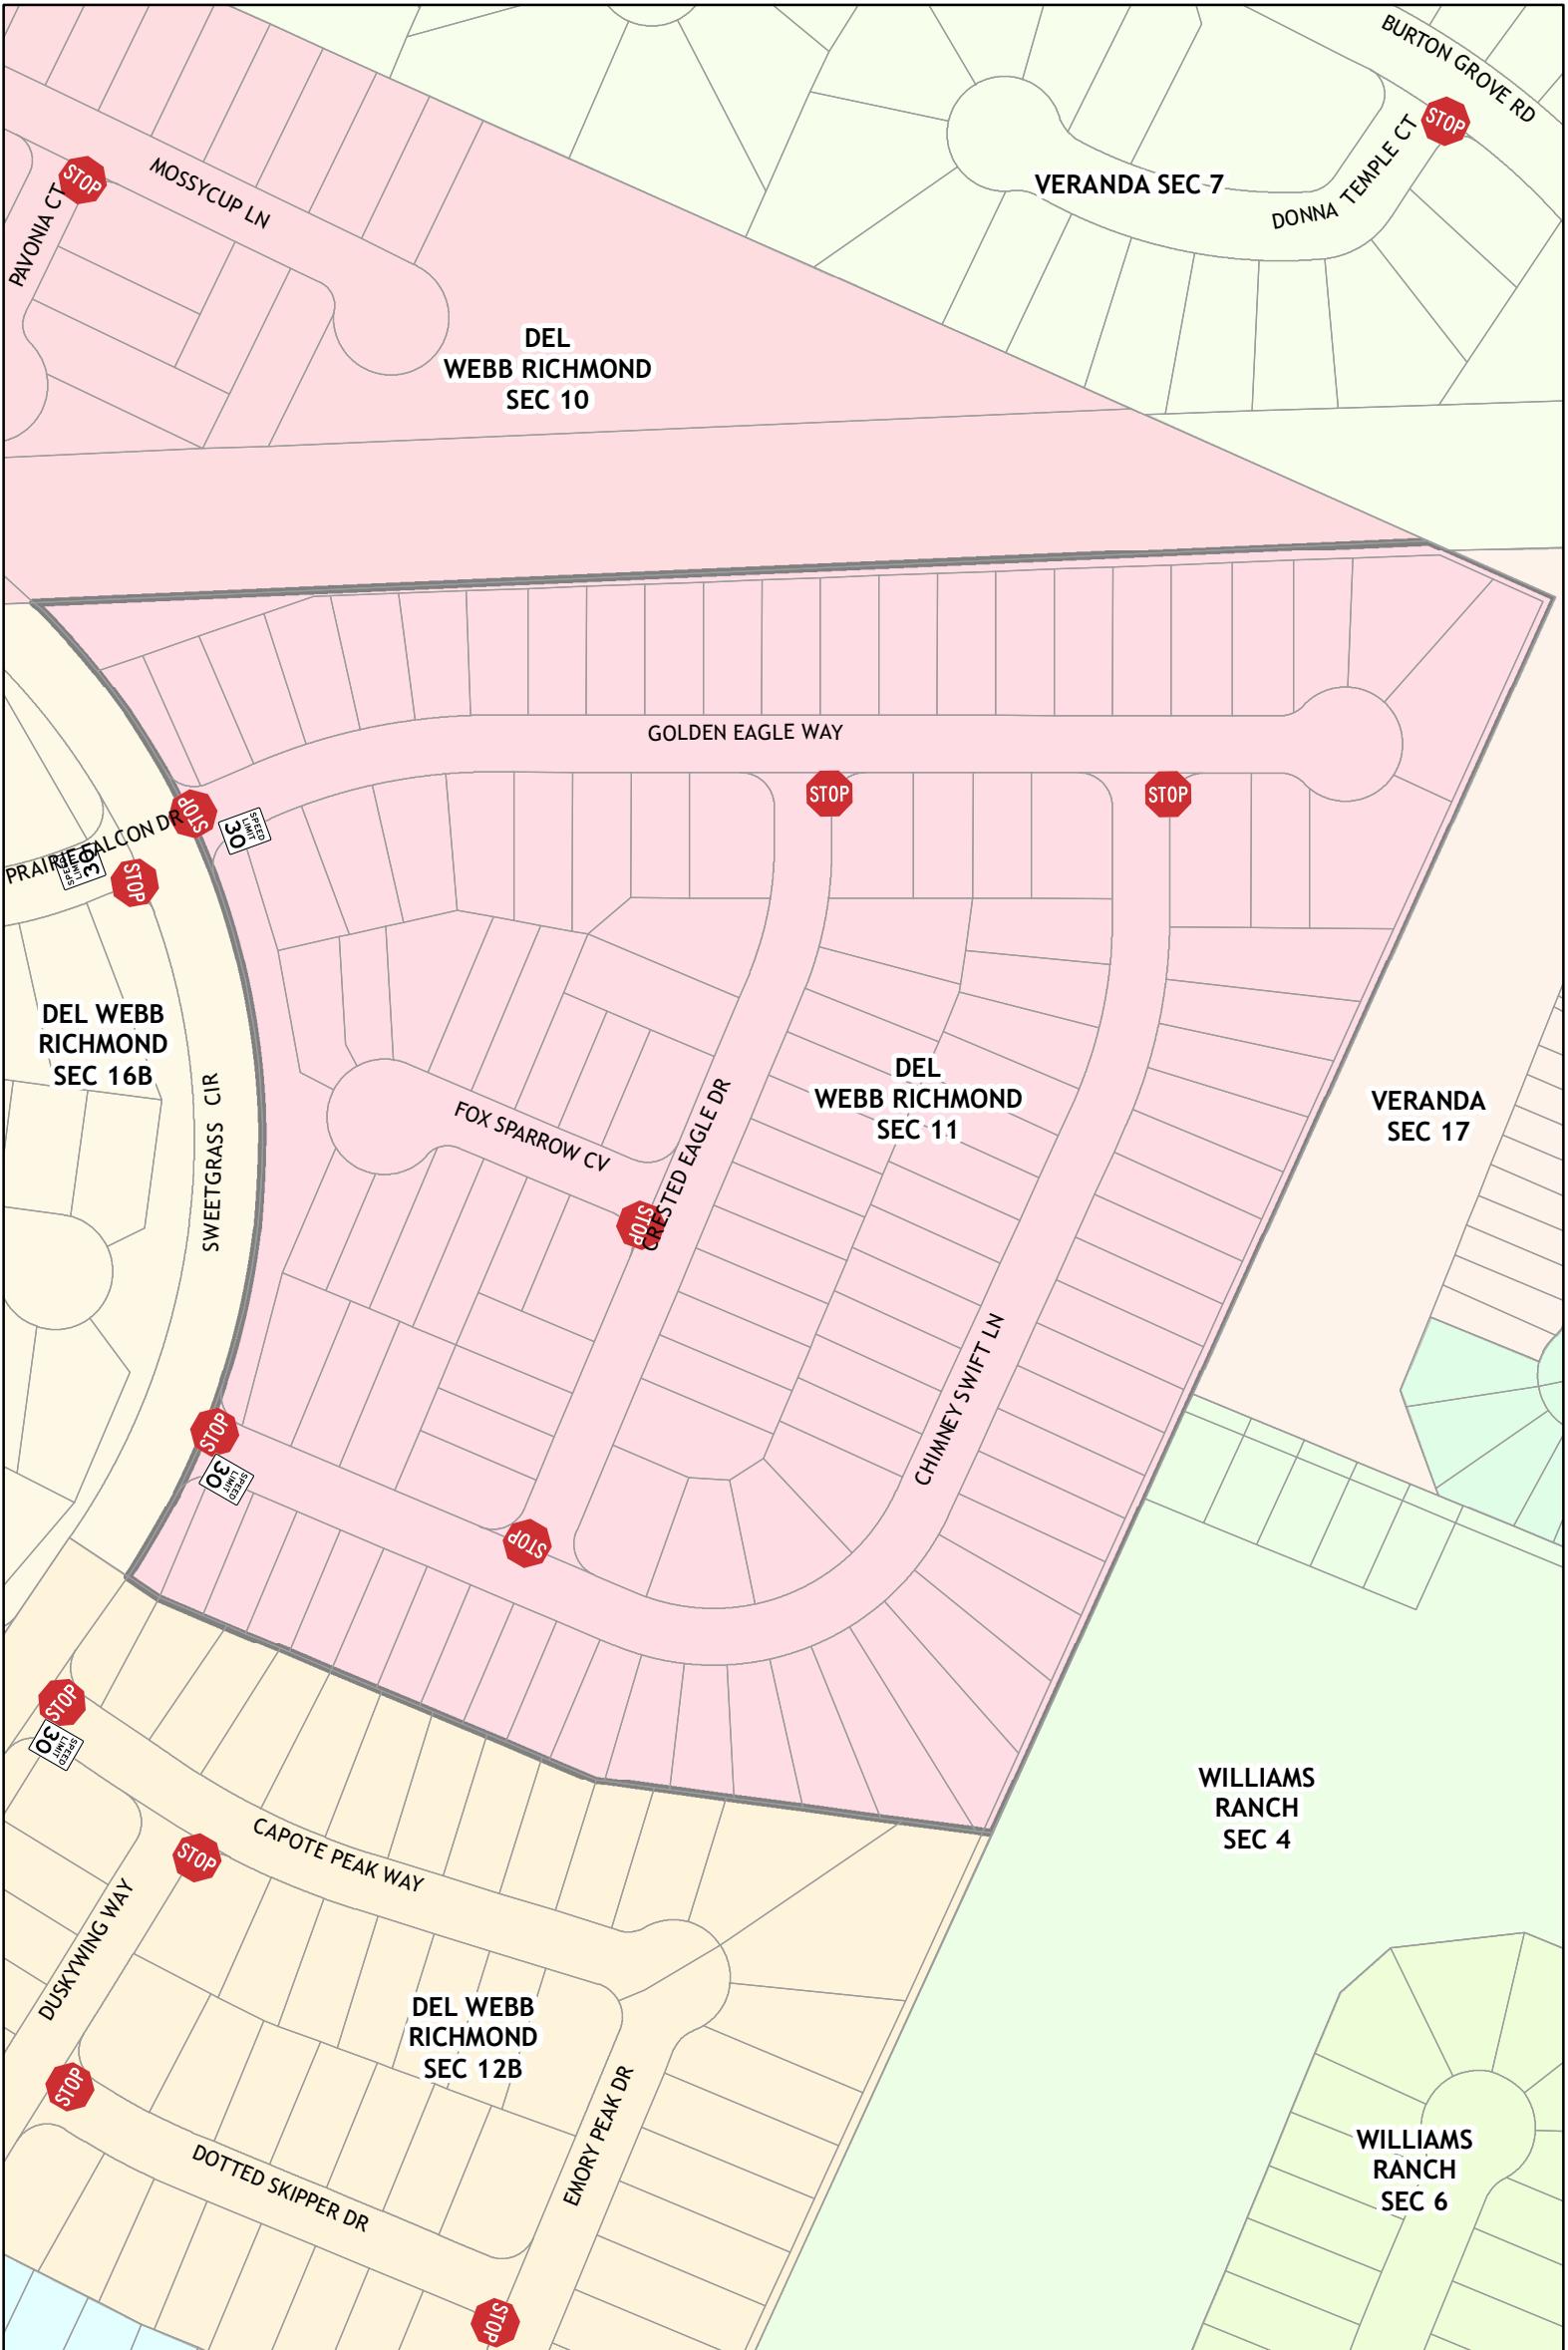 BURTON GROVE RD
STOP
DONNA TEMPLE CT
VERANDA SEC 7
STOP
MOSSYCUP LN
PAVONIA CT
DEL
WEBB RICHMOND
SEC 10
GOLDEN EAGLE WAY
STOP
STOP
STOP
SPEED
LIMIT
30
PRAIRIE FALCON DR
SPEED
LIMIT
30
STOP
DEL WEBB
RICHMOND
SEC 16B
SWEETGRASS CIR
FOX SPARROW CV
STOP
CRESTED EAGLE DR
DEL
WEBB RICHMOND
SEC 11
VERANDA
SEC 17
CHIMNEY SWIFT LN
STOP
SPEED
LIMIT
30
STOP
STOP
SPEED
LIMIT
30
CAPOTE PEAK WAY
STOP
DUSKYWING WAY
WILLIAMS
RANCH
SEC 4
DEL WEBB
RICHMOND
SEC 12B
STOP
EMORY PEAK DR
DOTTED SKIPPER DR
WILLIAMS
RANCH
SEC 6
STOP